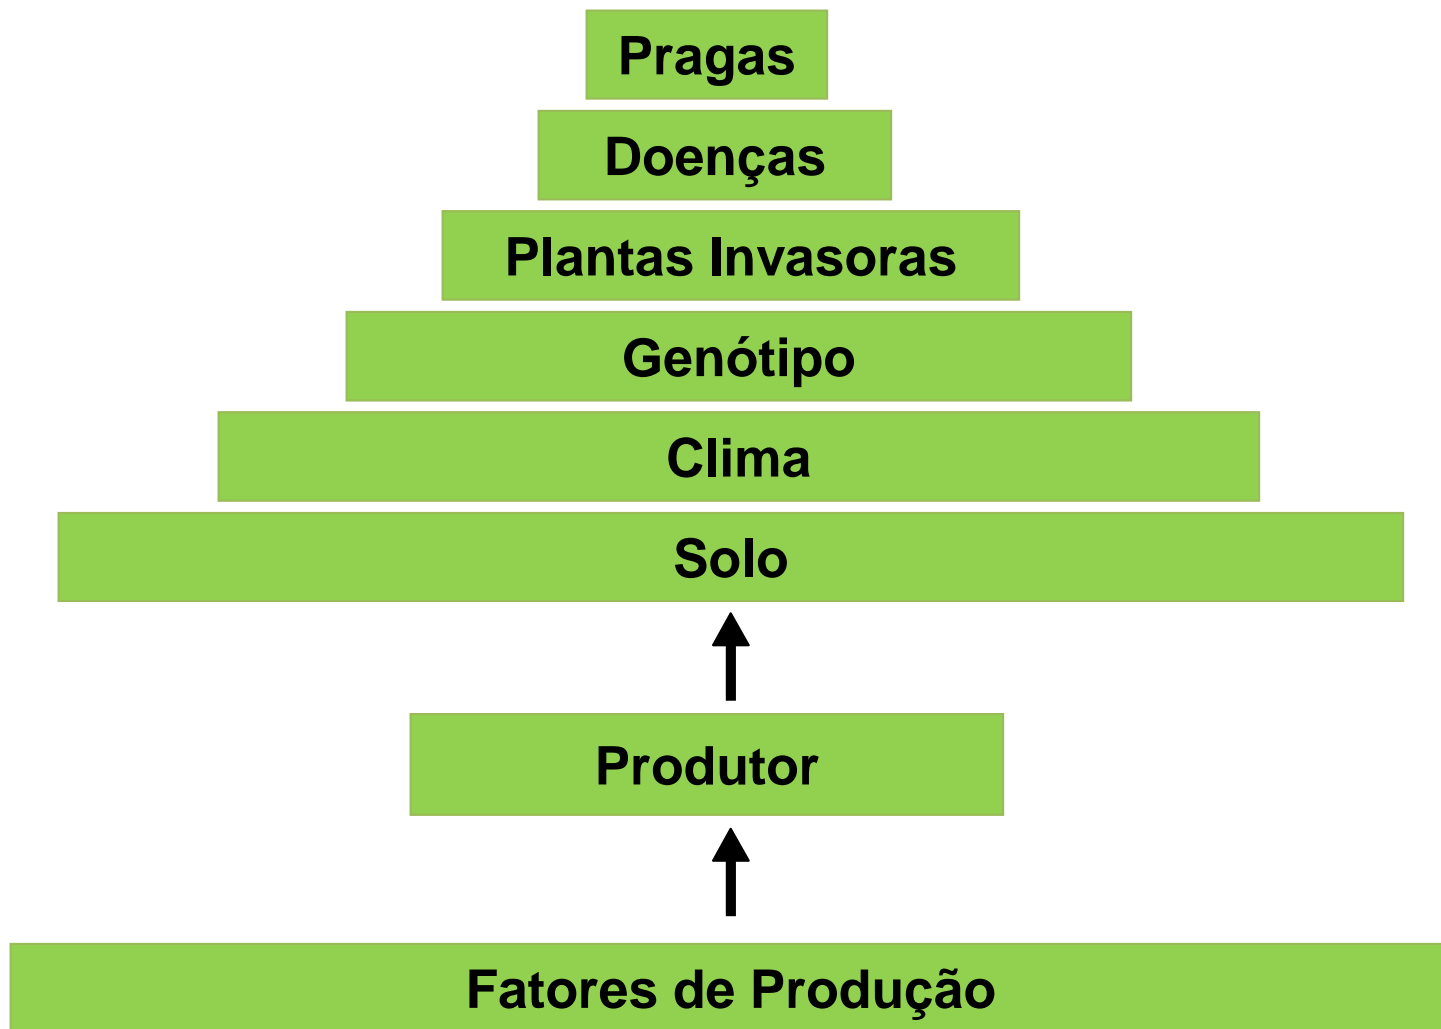 Pragas
Doenças
Plantas Invasoras
Genótipo
Clima
Solo
Produtor
Fatores de Produção